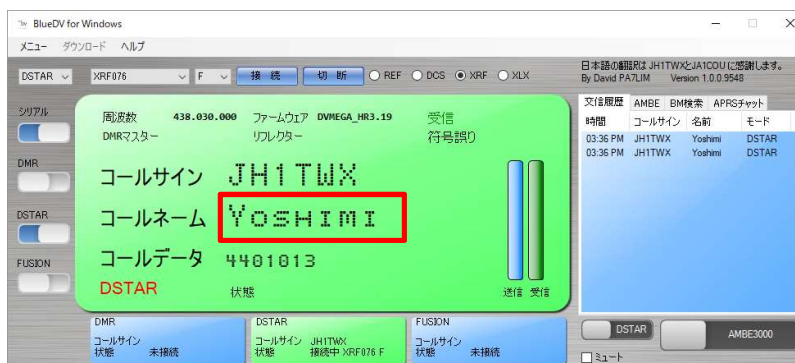 BlueDV for Windows
メニュー ダウンロード ヘルプ
DSTAR XRF076 F 接 続 切 断 REF DCS XRF XLX
日本語の翻訳は JH1TWXとJA1COUに感謝します。
By David PA7LIM Version 1.0.0.9548
シリアル
DMR
DSTAR
FUSION
周波数 438.030.000 ファームウェア DVMEGA_HR3.19 受信
DMRマスター リフレクター 符号誤り
コールサイン JH1TWX
コールネーム YOSHIMI
コールデータ 4401013
DSTAR 状態 送信 受信
交信履歴 AMBE BM検索 APRSチャット
時間 コールサイン 名前 モード
03:36 PM JH1TWX Yoshimi DSTAR
03:36 PM JH1TWX Yoshimi DSTAR
DMR
コールサイン
状態 未接続
DSTAR
コールサイン JH1TWX
状態 接続中 XRF076 F
FUSION
コールサイン
状態 未接続
DSTAR AMBE3000
ミュート